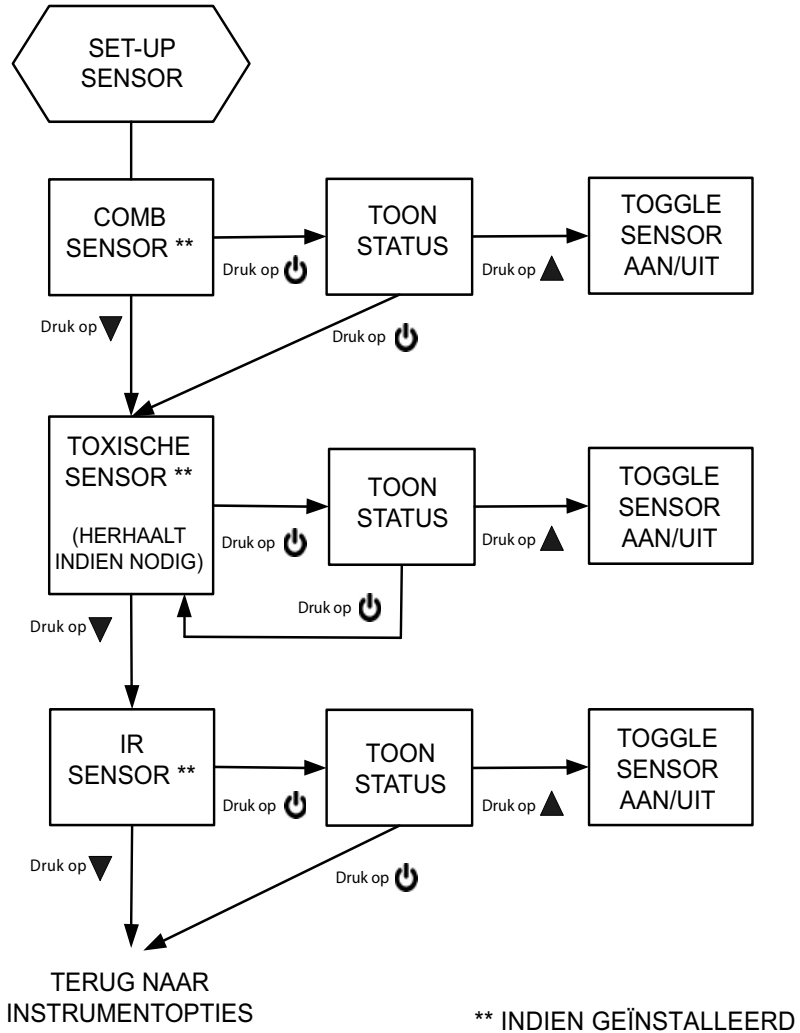 SET-UP
SENSOR
COMB
SENSOR **
Druk op
TOON
STATUS
Druk op
TOGGLE
SENSOR
AAN/UIT
Druk op
Druk op
TOXISCHE
SENSOR **
(HERHAALT
INDIEN NODIG)
Druk op
TOON
STATUS
Druk op
TOGGLE
SENSOR
AAN/UIT
Druk op
Druk op
IR
SENSOR **
Druk op
TOON
STATUS
Druk op
TOGGLE
SENSOR
AAN/UIT
Druk op
Druk op
TERUG NAAR
INSTRUMENTOPTIES
** INDIEN GEÏNSTALLEERD